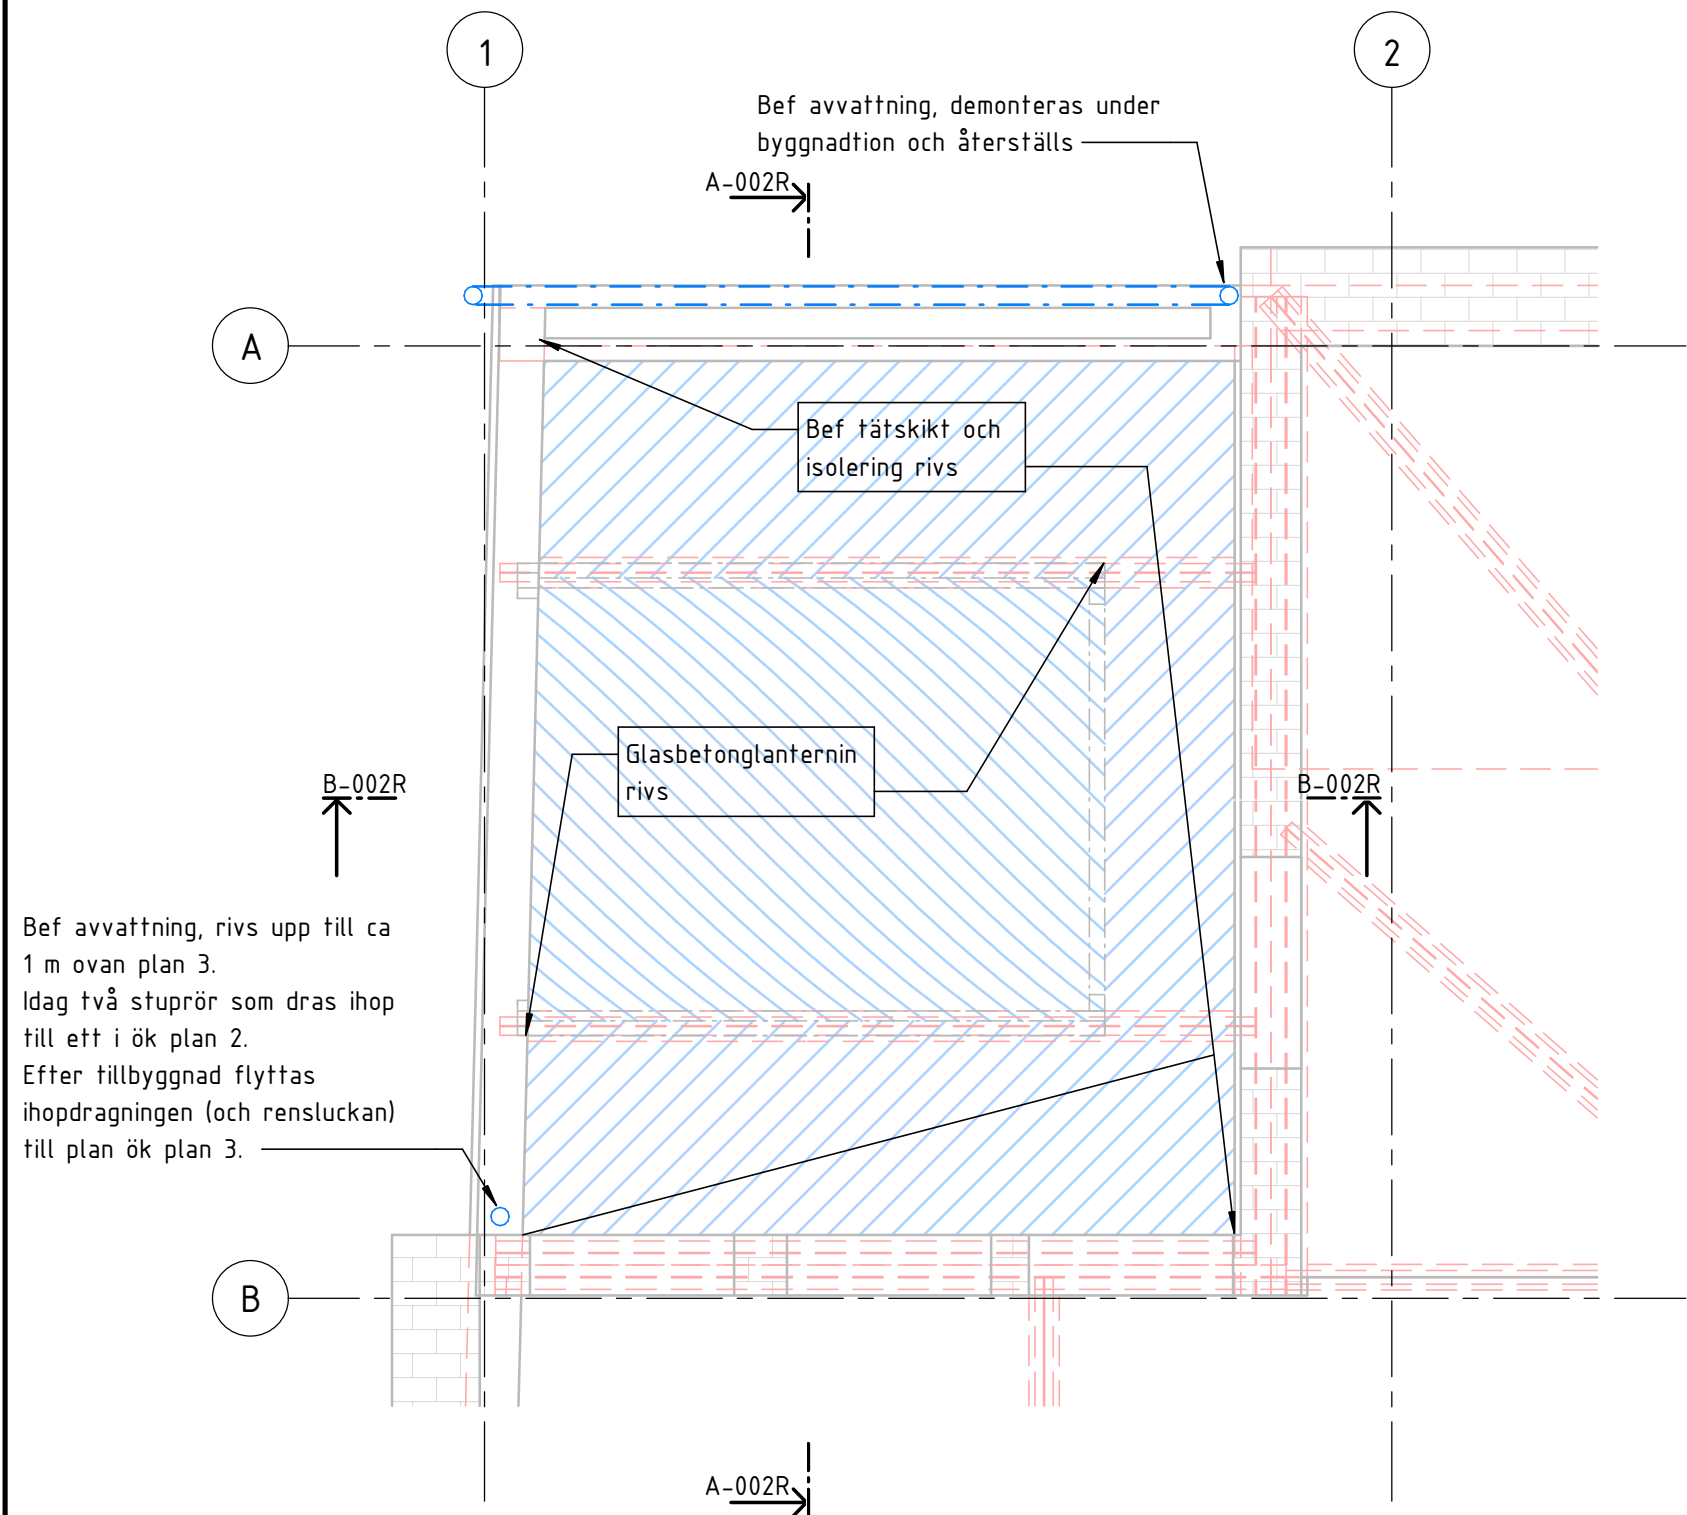 1
2
Bef avvattning, demonteras under
byggnadtion och återställs
A-002R
A
Bef tätskikt och
isolering rivs
Glasbetonglanternin
rivs
B-002R
B-002R
Bef avvattning, rivs upp till ca
1 m ovan plan 3.
Idag två stuprör som dras ihop
till ett i ök plan 2.
Efter tillbyggnad flyttas
ihopdragningen (och rensluckan)
till plan ök plan 3.
B
A-002R